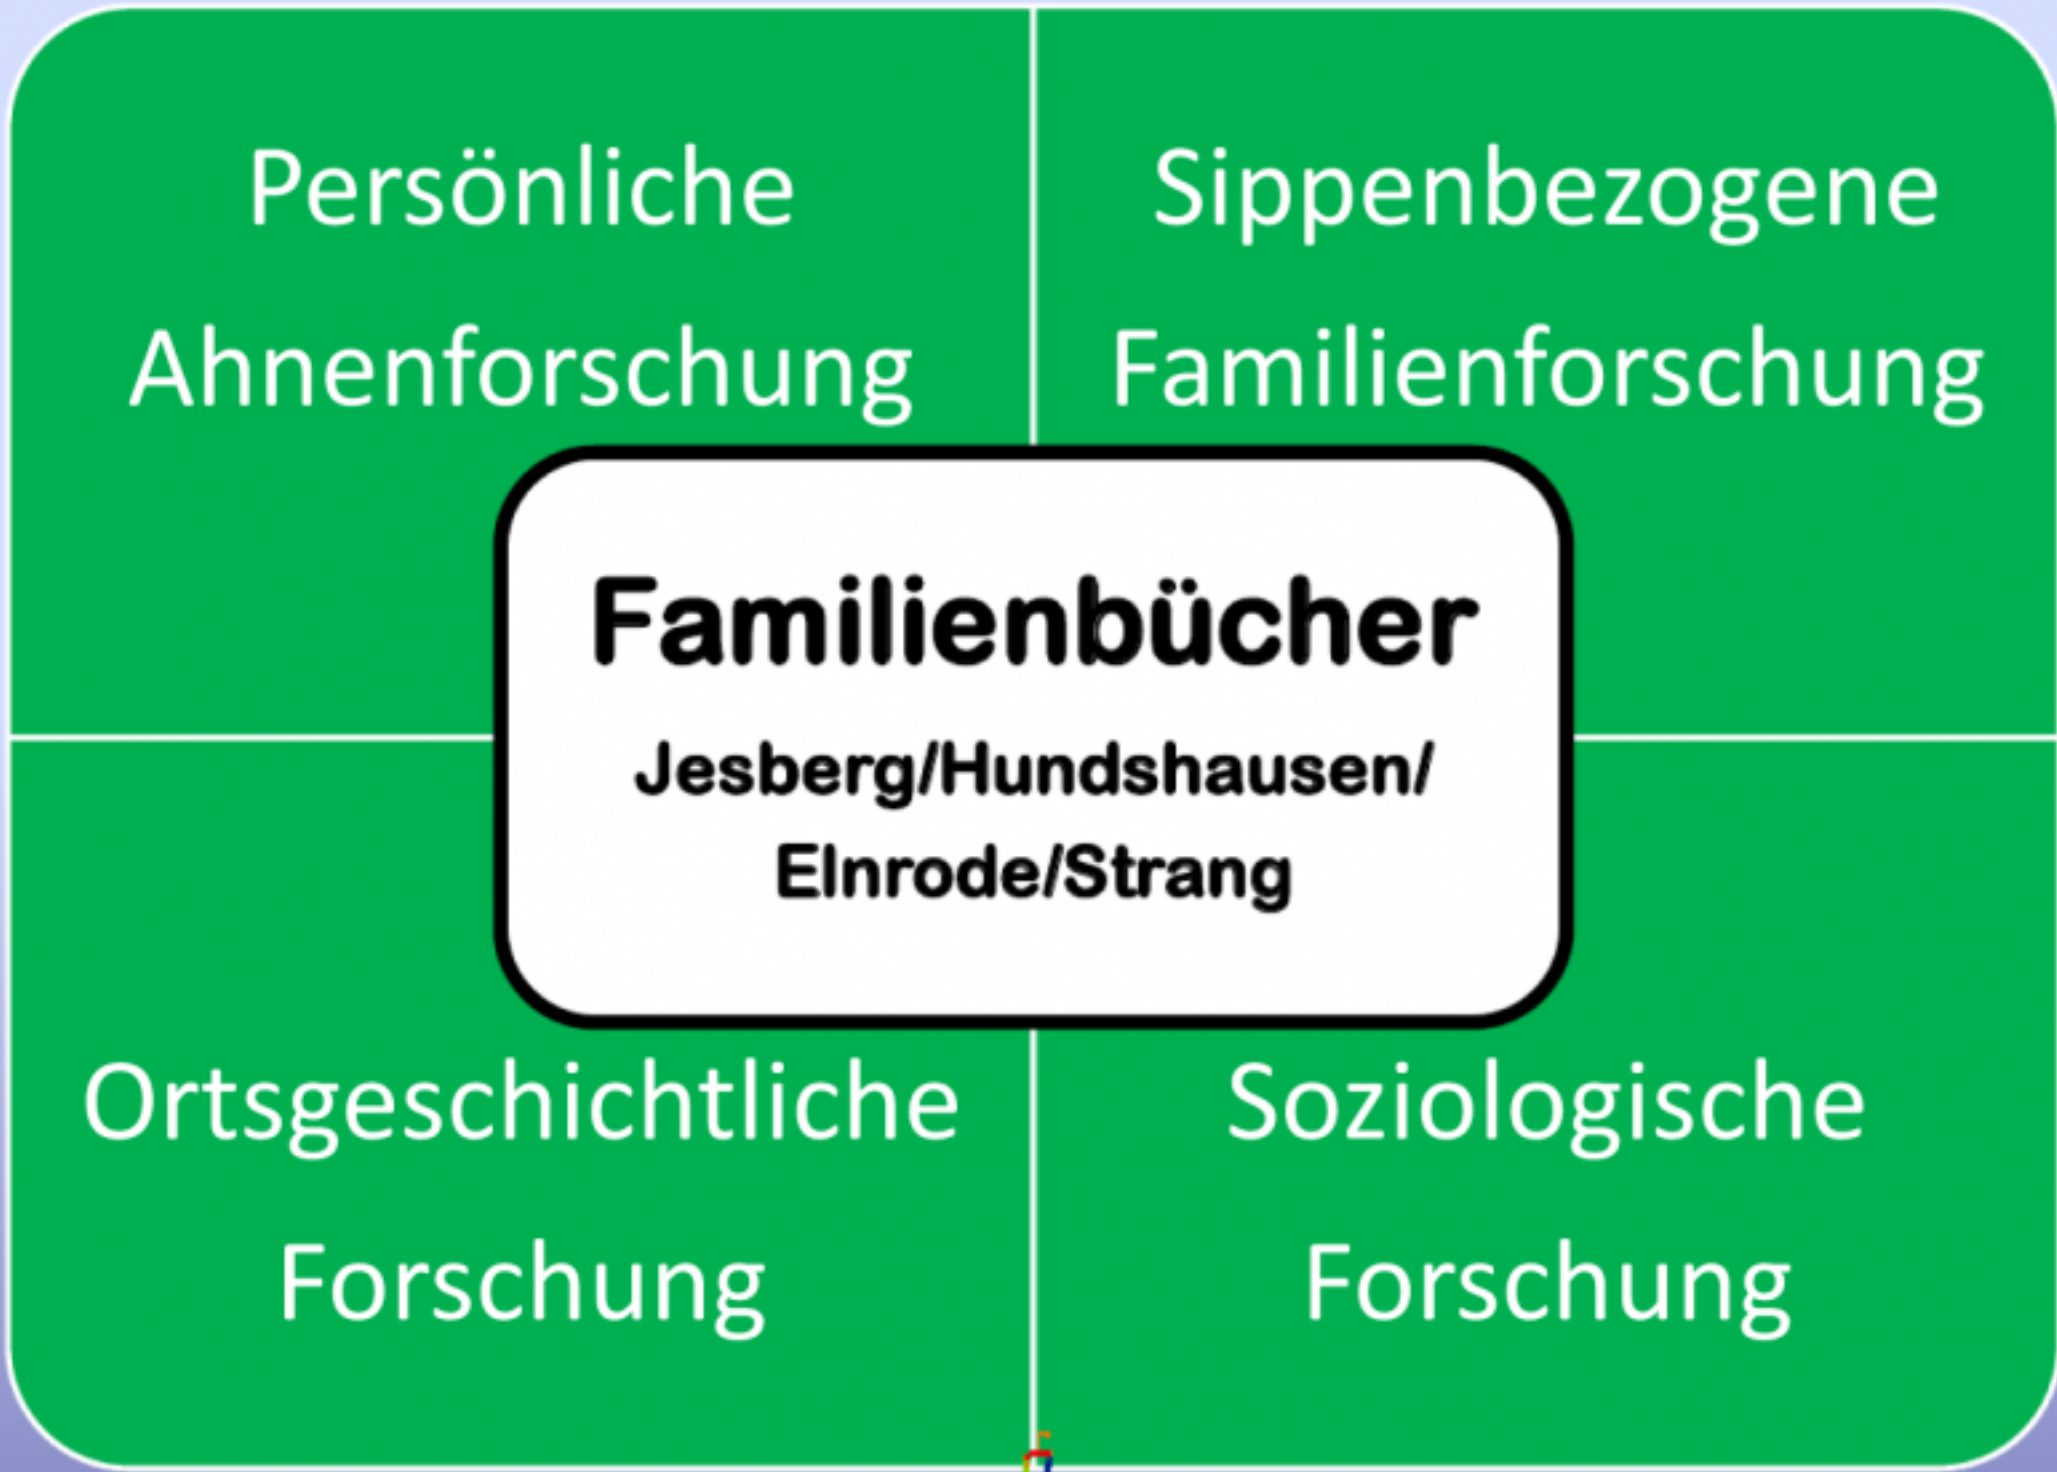 Persönliche
Ahnenforschung
Sippenbezogene
Familienforschung
Familienbücher
Jesberg/Hundshausen/
Elnrode/Strang
Ortsgeschichtliche
Forschung
Soziologische
Forschung